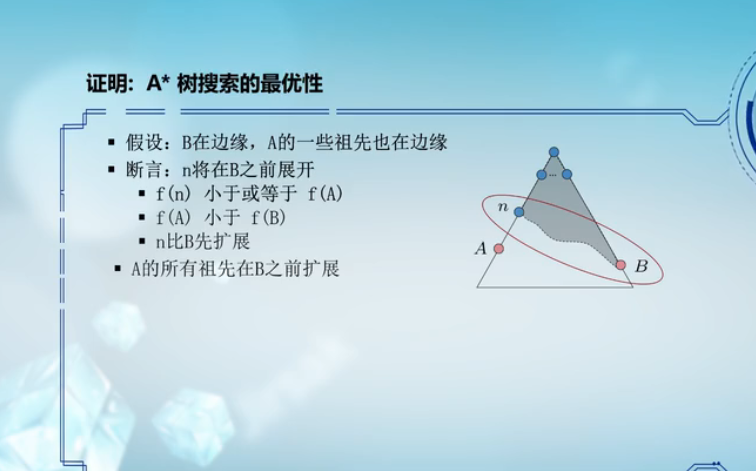 证明: A* 树搜索的最优性
▪ 假设: B在边缘, A的一些祖先也在边缘
▪ 断言: n将在B之前展开
▪ f(n) 小于或等于 f(A)
▪ f(A) 小于 f(B)
▪ n比B先扩展
▪ A的所有祖先在B之前扩展
...
n
A
B